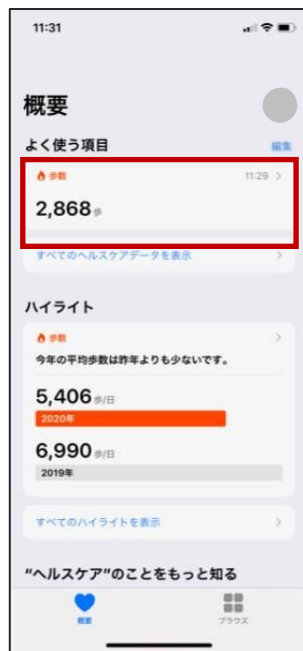 11:31
概要
よく使う項目 編集
歩数 11:29
2,868歩
すべてのヘルスケアデータを表示
ハイライト
歩数
今年の平均歩数は昨年よりも少ないです。
5,406歩/日
2020年
6,990歩/日
2019年
すべてのハイライトを表示
"ヘルスケア"のことをもっと知る
概要 ブラウズ